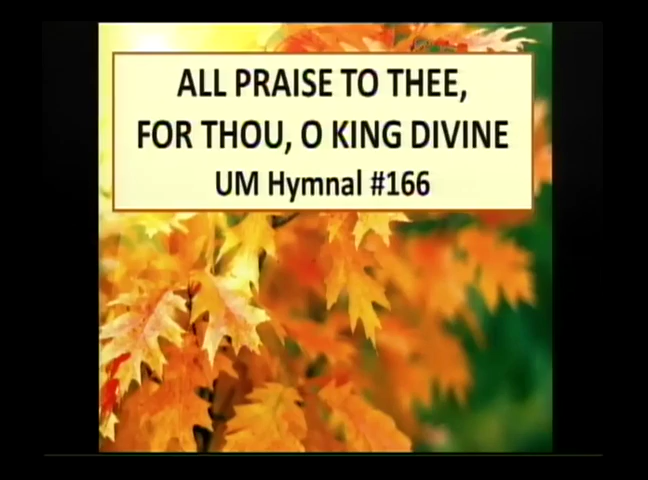 ALL PRAISE TO THEE,
FOR THOU, O KING DIVINE
UM Hymnal #166